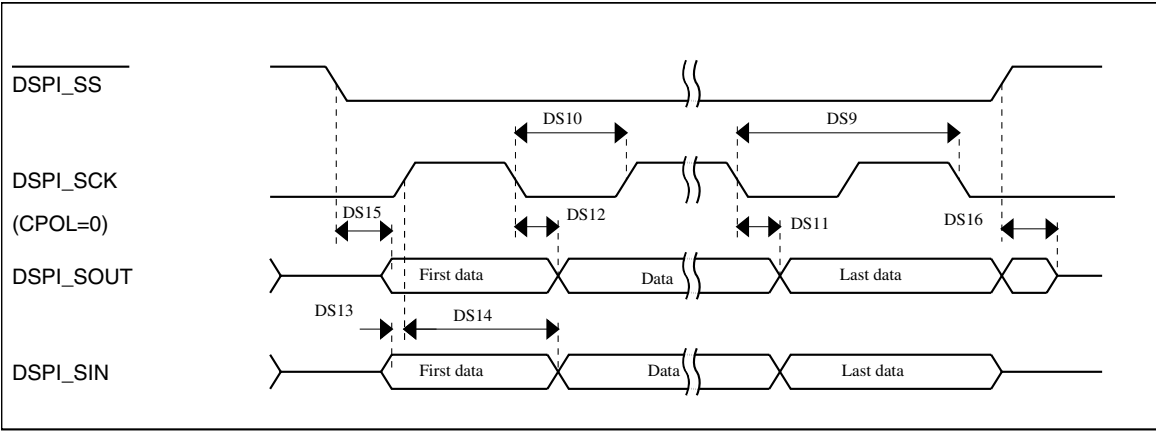 DSPI_SS
DS10
DS9
DSPI_SCK
(CPOL=0)
DS15
DS12
DS11
DS16
DSPI_SOUT
First data
Data
Last data
DS13
DS14
DSPI_SIN
First data
Data
Last data